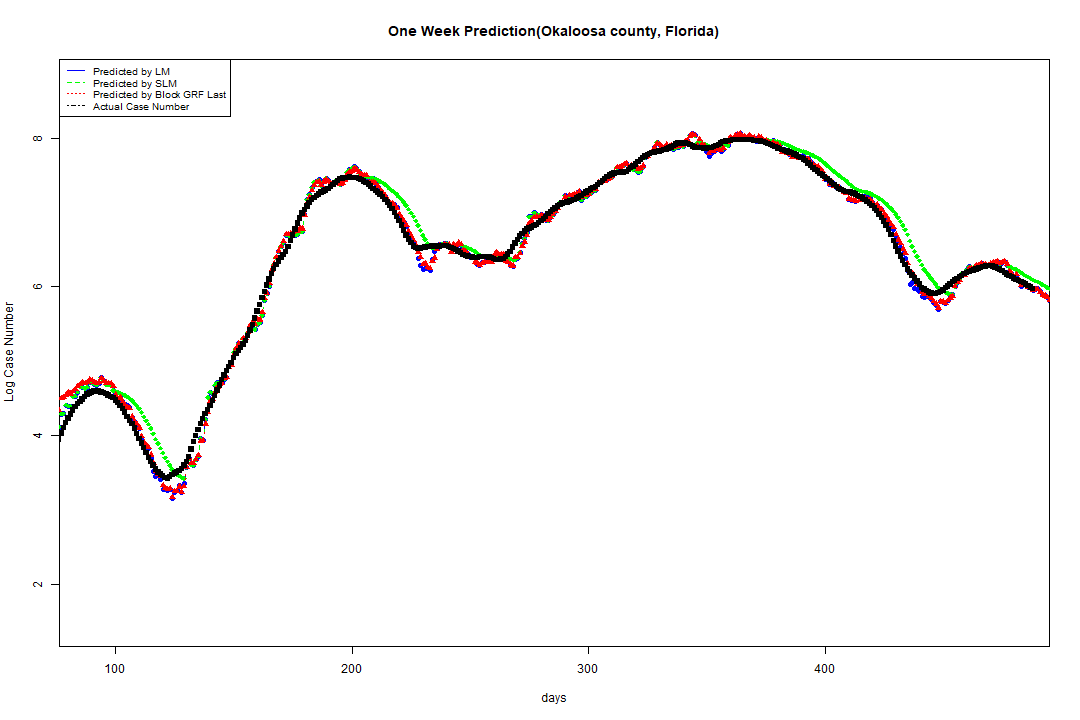 One Week Prediction(Okaloosa county, Florida)
Predicted by LM
Predicted by SLM
Predicted by Block GRF Last
Actual Case Number
8
6
4
2
Log Case Number
100 200 300 400
days